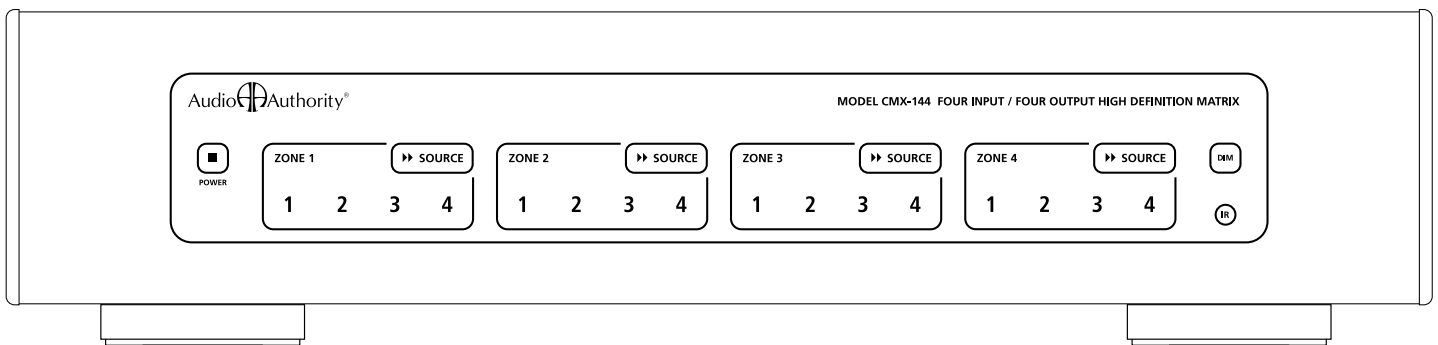 Audio Authority®
MODEL CMX-144 FOUR INPUT / FOUR OUTPUT HIGH DEFINITION MATRIX
POWER
ZONE 1 SOURCE
1 2 3 4
ZONE 2 SOURCE
1 2 3 4
ZONE 3 SOURCE
1 2 3 4
ZONE 4 SOURCE
1 2 3 4
DIM
IR